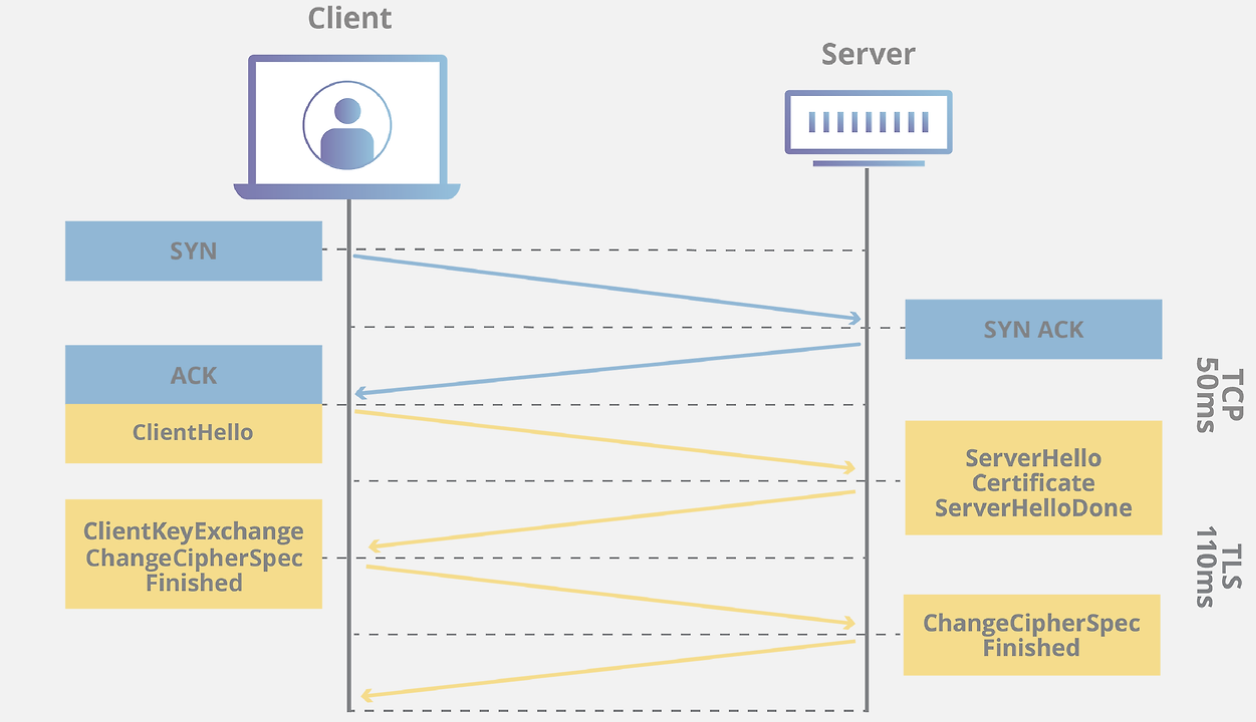 Client
Server
SYN
SYN ACK
ACK
ClientHello
ServerHello
Certificate
ServerHelloDone
ClientKeyExchange
ChangeCipherSpec
Finished
ChangeCipherSpec
Finished
TCP
50ms
TLS
110ms